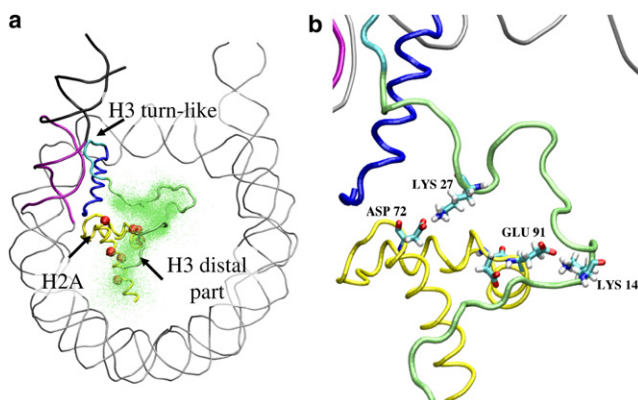 a
H3 turn-like
H2A
H3 distal
part
b
LYS 27
ASP 72
GLU 91
LYS 14